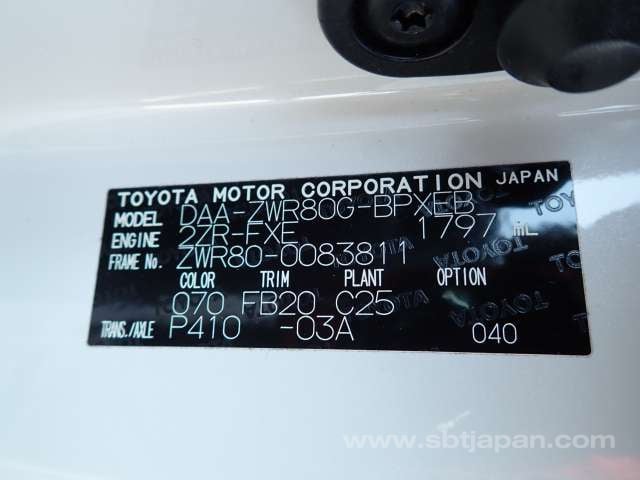 TOYOTA MOTOR CORPORATION JAPAN
MODEL DAA-ZWR80G-BPXEB
ENGINE 2ZR-FXE 1797 mL
FRAME No. ZWR80-0083811
COLOR TRIM PLANT OPTION
070 FB20 C25
TRANS./AXLE P410 -03A 040
www.sbtjapan.com